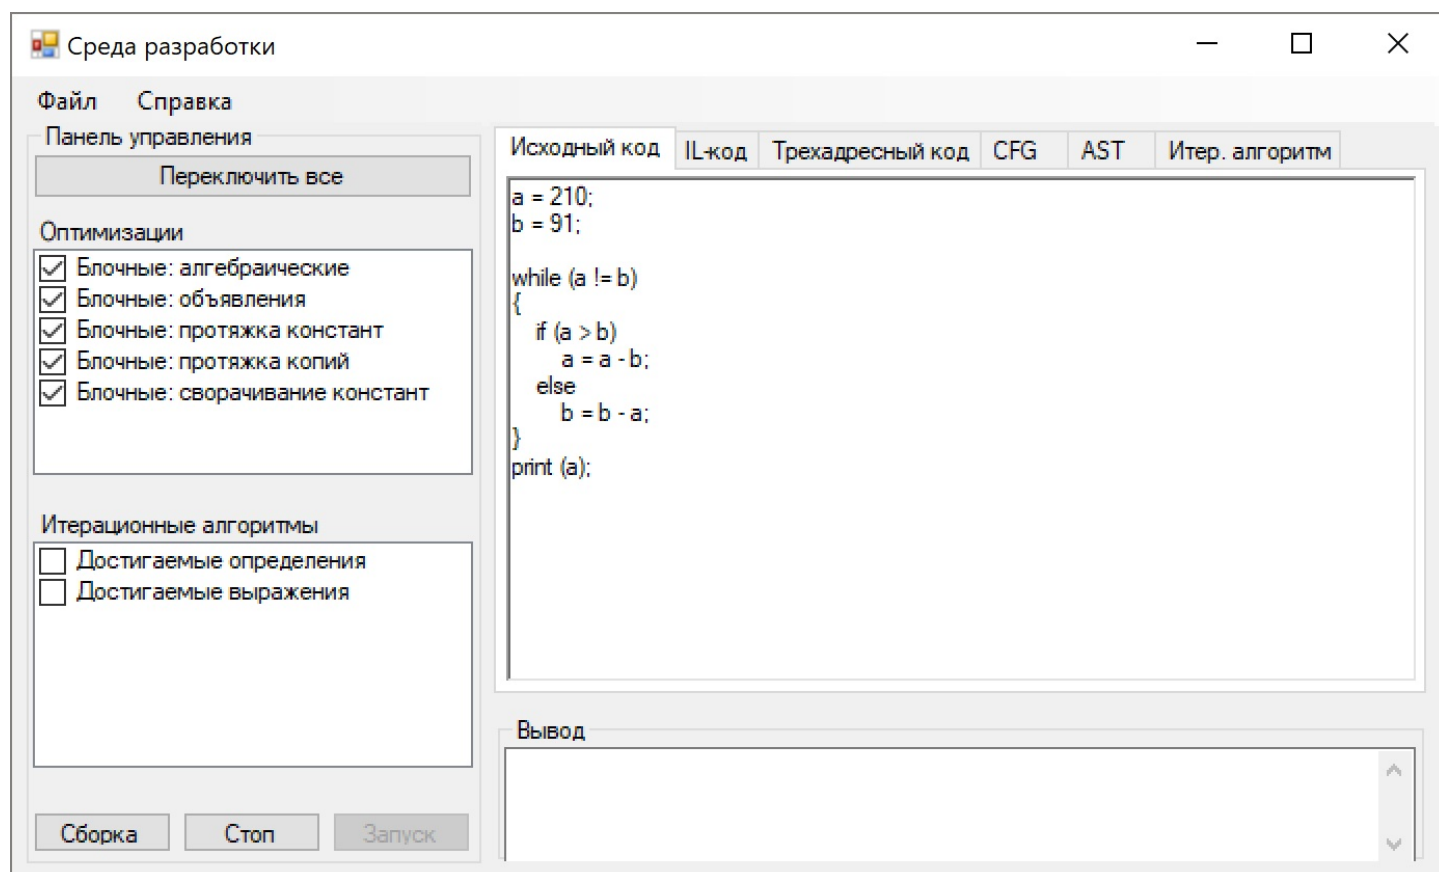 Среда разработки
Файл Справка
Панель управления
Переключить все
Оптимизации
Блочные: алгебраические
Блочные: объявления
Блочные: протяжка констант
Блочные: протяжка копий
Блочные: сворачивание констант
Итерационные алгоритмы
Достигаемые определения
Достигаемые выражения
Сборка Стоп Запуск
Исходный код IL-код Трехадресный код CFG AST Итер. алгоритм
a = 210;
b = 91;
while (a != b)
{
if (a > b)
a = a - b;
else
b = b - a;
}
print (a);
Вывод